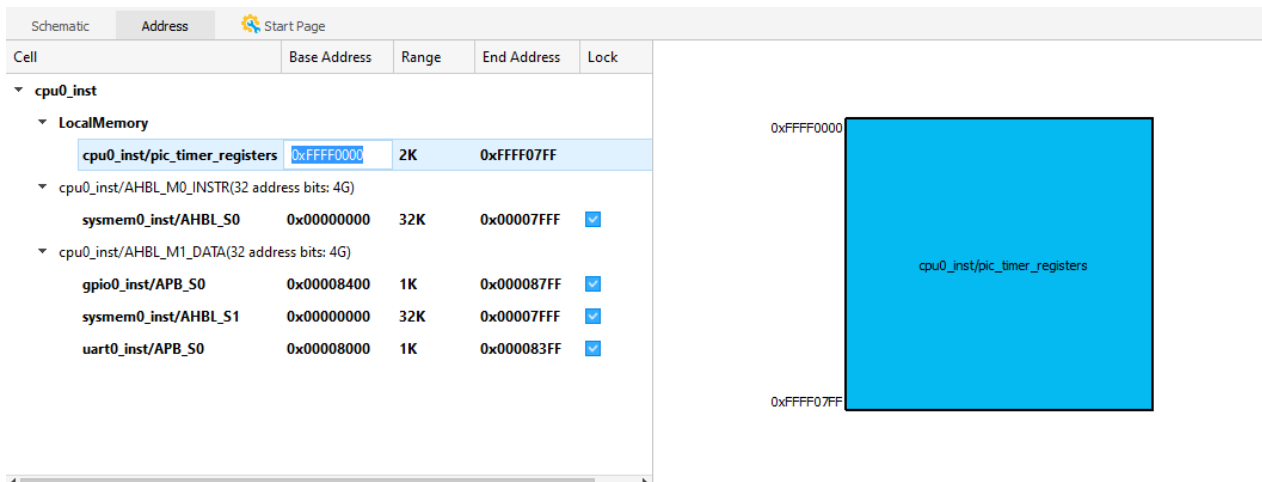 Schematic Address Start Page
Cell Base Address Range End Address Lock
cpu0_inst
LocalMemory
cpu0_inst/pic_timer_registers 0xFFFF0000 2K 0xFFFF07FF
cpu0_inst/AHBL_M0_INSTR(32 address bits: 4G)
sysmem0_inst/AHBL_S0 0x00000000 32K 0x00007FFF
cpu0_inst/AHBL_M1_DATA(32 address bits: 4G)
gpio0_inst/APB_S0 0x00008400 1K 0x000087FF
sysmem0_inst/AHBL_S1 0x00000000 32K 0x00007FFF
uart0_inst/APB_S0 0x00008000 1K 0x000083FF
0xFFFF0000
cpu0_inst/pic_timer_registers
0xFFFF07FF